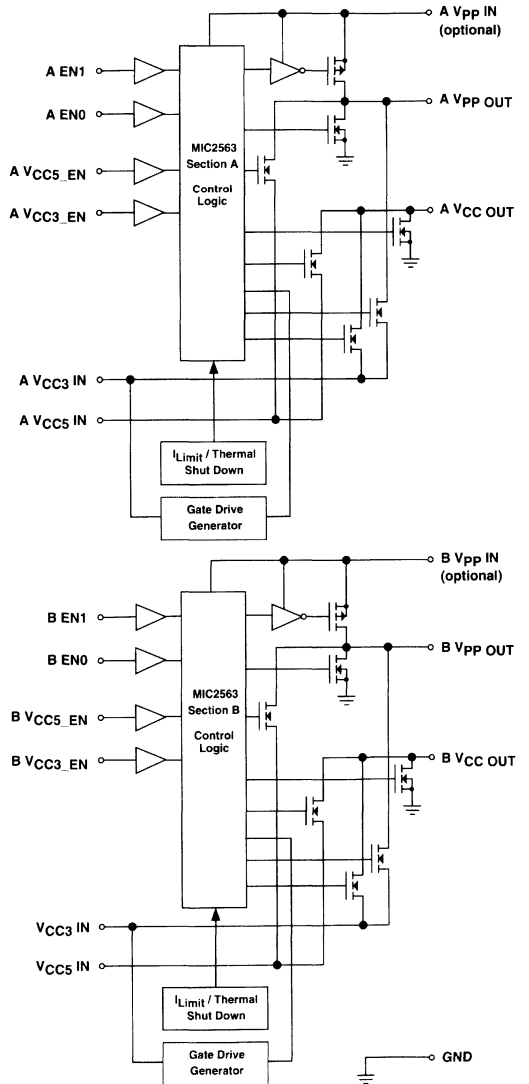 A VPP IN
(optional)
A EN1
A EN0
A VPP OUT
MIC2563
Section A
Control
Logic
A VCC5_EN
A VCC3_EN
A VCC OUT
A VCC3 IN
A VCC5 IN
ILimit / Thermal
Shut Down
Gate Drive
Generator
B VPP IN
(optional)
B EN1
B EN0
B VPP OUT
MIC2563
Section B
Control
Logic
B VCC5_EN
B VCC3_EN
B VCC OUT
VCC3 IN
VCC5 IN
ILimit / Thermal
Shut Down
Gate Drive
Generator
GND